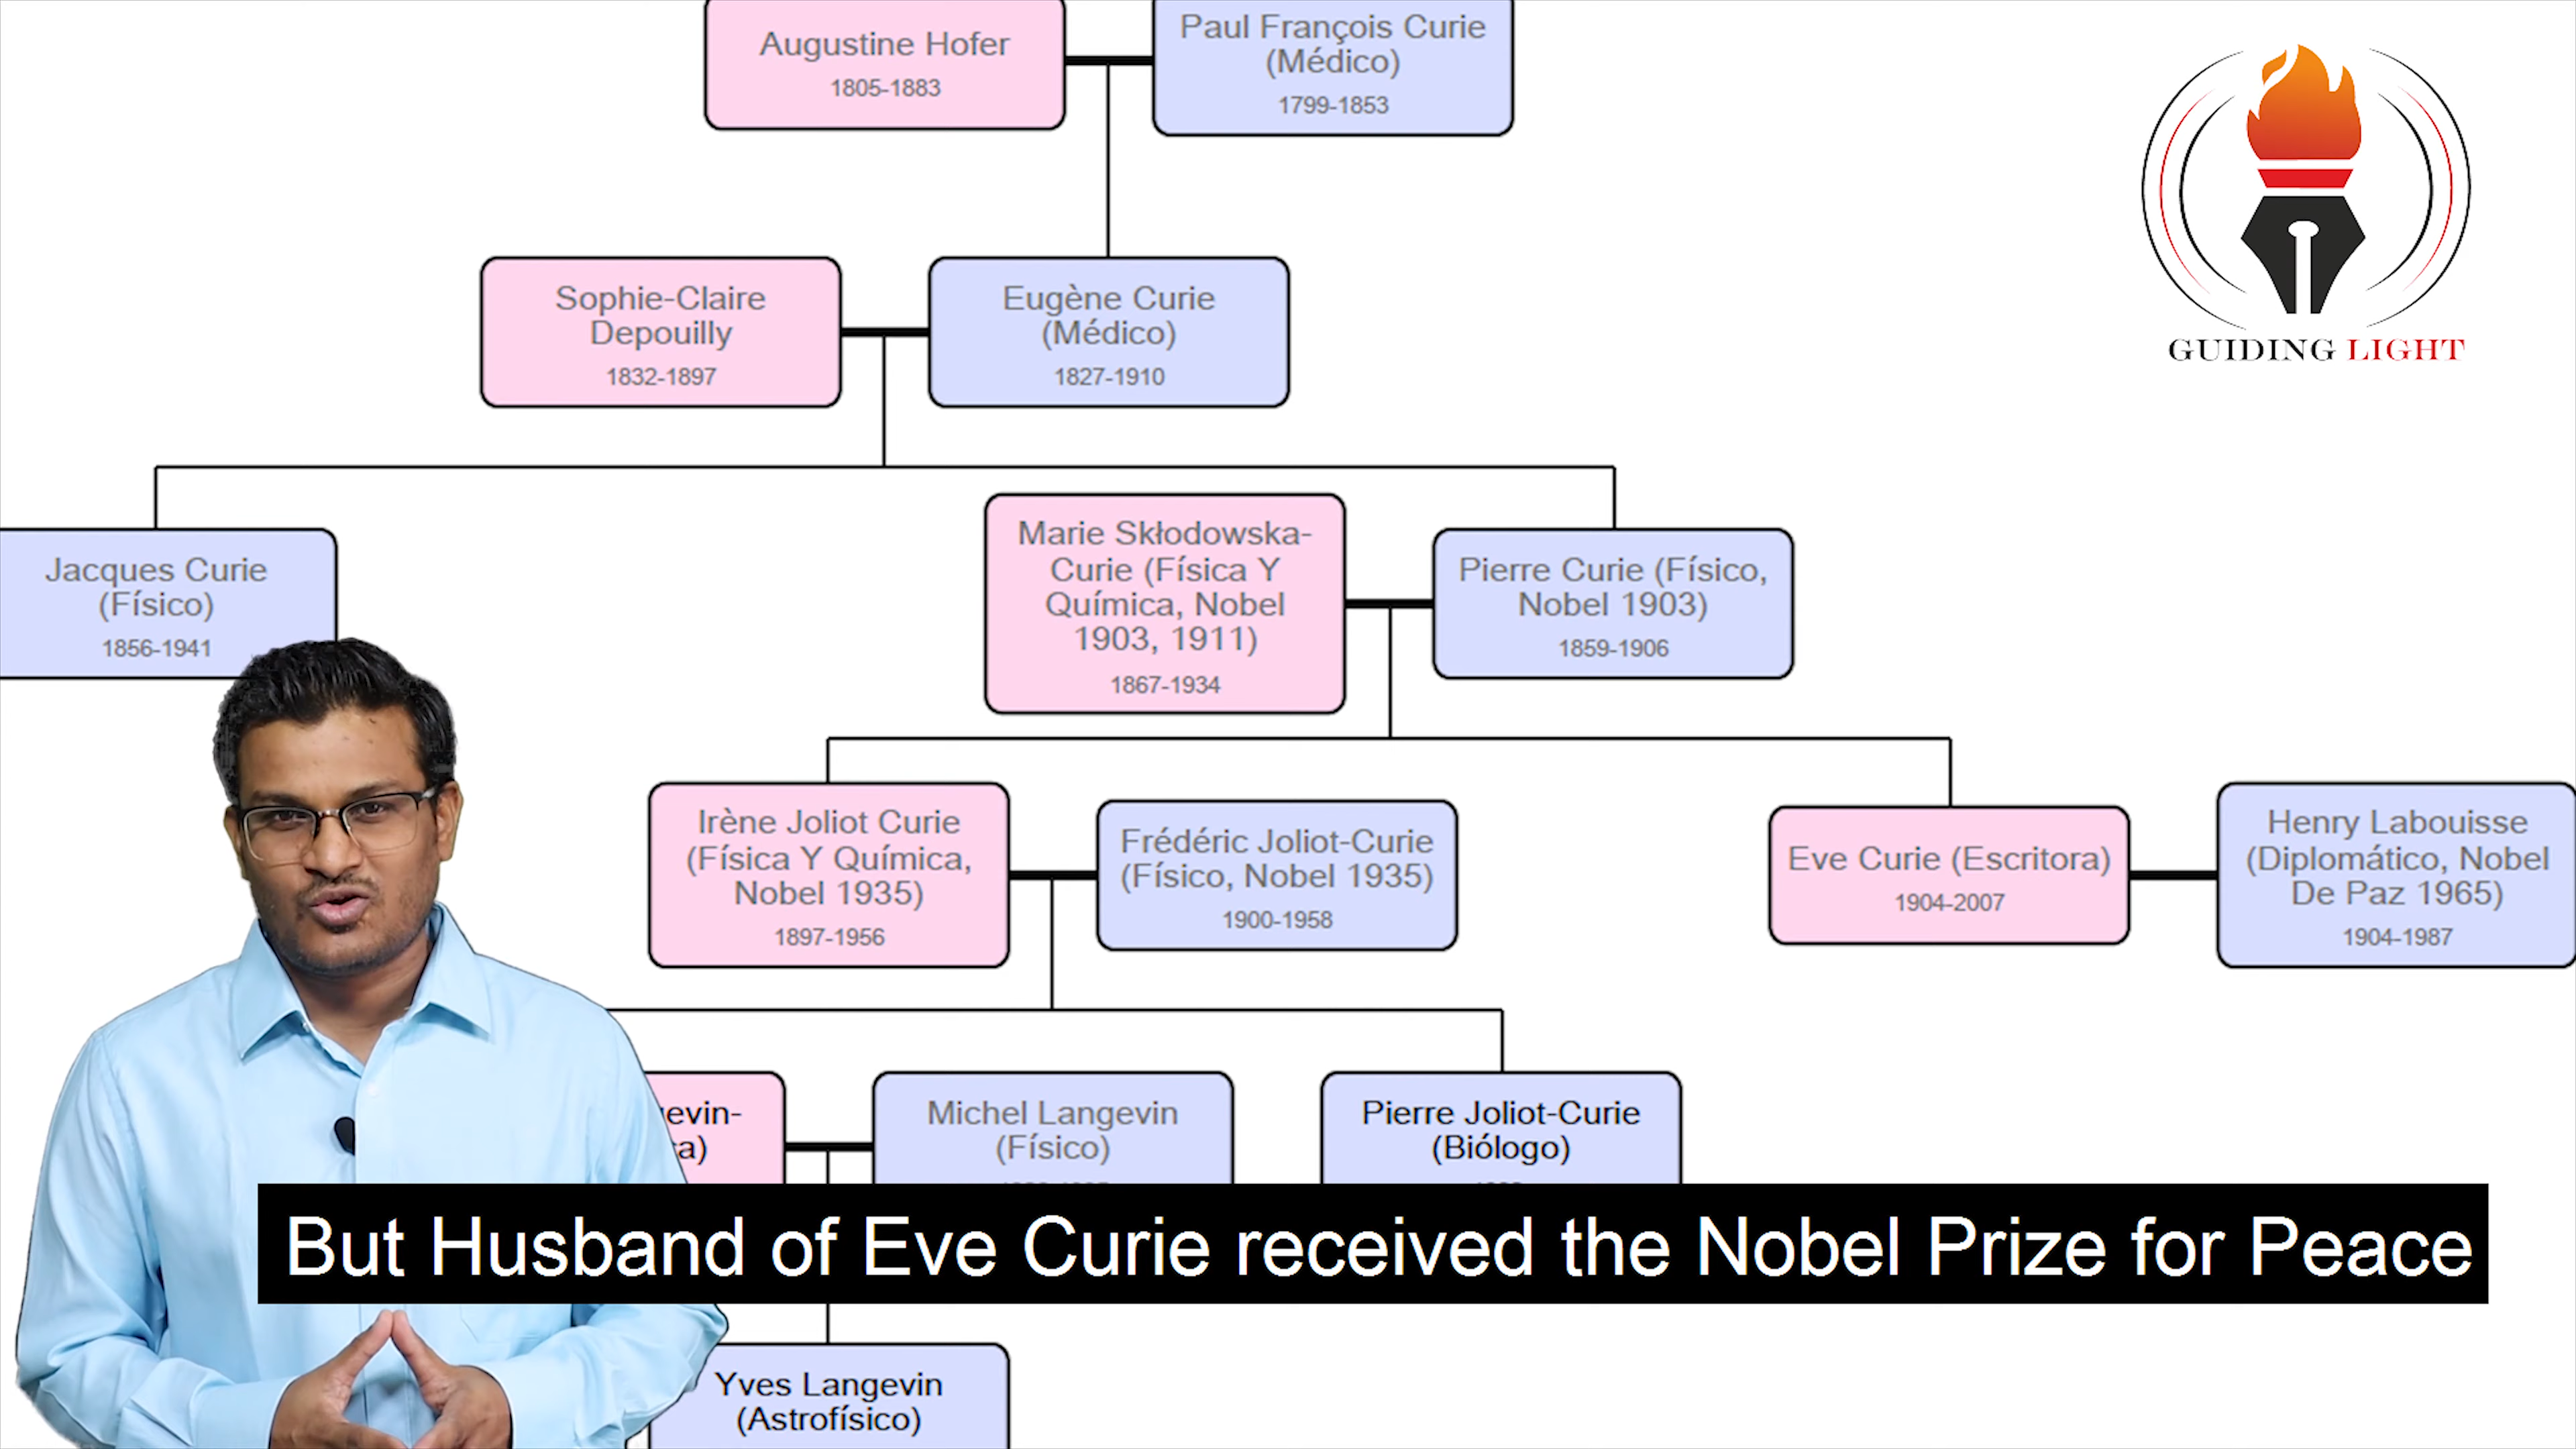 Augustine Hofer
1805-1883
Paul François Curie
(Médico)
1799-1853
GUIDING LIGHT
Sophie-Claire
Depouilly
1832-1897
Eugène Curie
(Médico)
1827-1910
Jacques Curie
(Físico)
1856-1941
Marie Skłodowska-
Curie (Física Y
Química, Nobel
1903, 1911)
1867-1934
Pierre Curie (Físico,
Nobel 1903)
1859-1906
Irène Joliot Curie
(Física Y Química,
Nobel 1935)
1897-1956
Frédéric Joliot-Curie
(Físico, Nobel 1935)
1900-1958
Eve Curie (Escritora)
1904-2007
Henry Labouisse
(Diplomático, Nobel
De Paz 1965)
1904-1987
Michel Langevin
(Físico)
Pierre Joliot-Curie
(Biólogo)
But Husband of Eve Curie received the Nobel Prize for Peace
Yves Langevin
(Astrofísico)